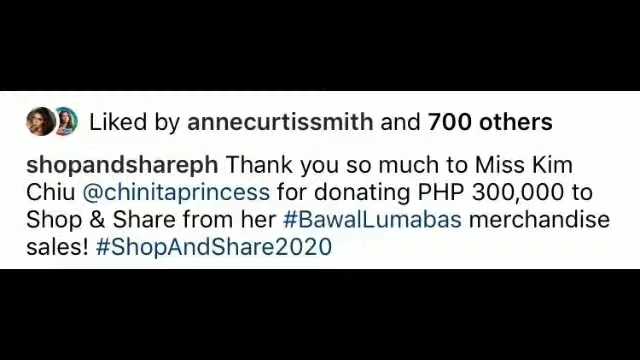 Liked by annecurtissmith and 700 others
shopandshareph Thank you so much to Miss Kim
Chiu @chinitaprincess for donating PHP 300,000 to
Shop & Share from her #BawalLumabas merchandise
sales! #ShopAndShare2020